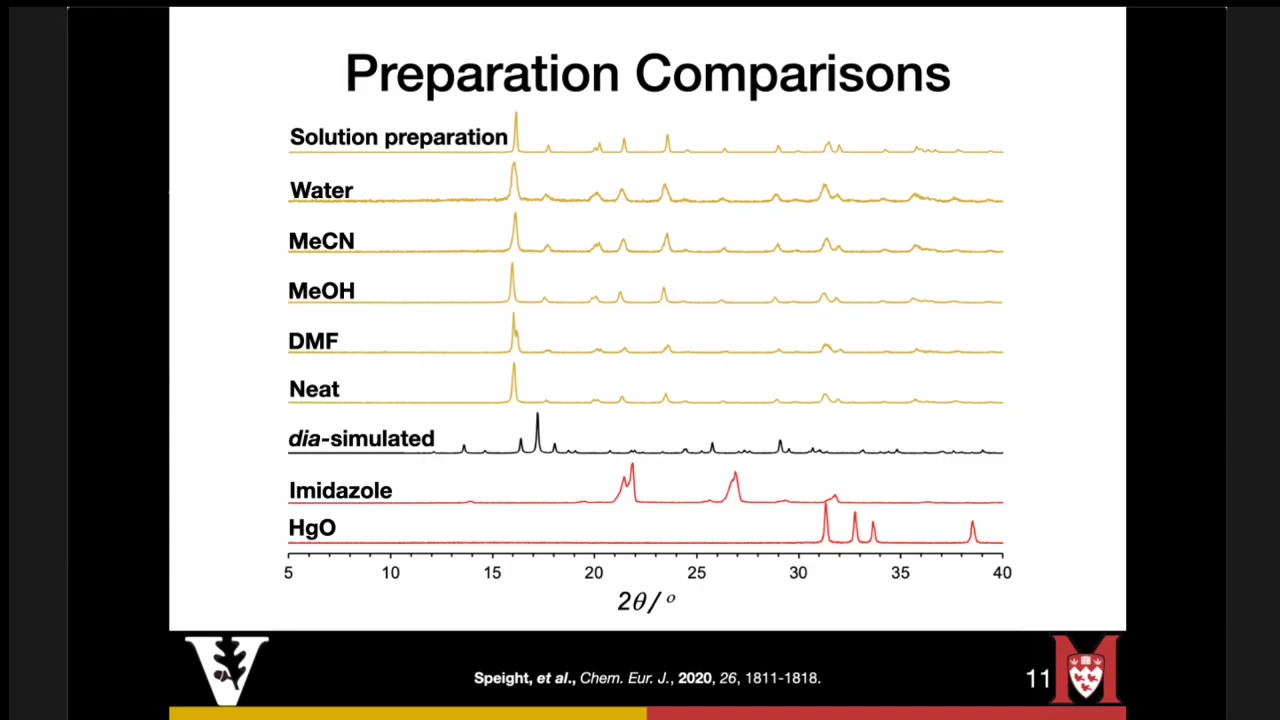 Preparation Comparisons
Solution preparation
Water
MeCN
MeOH
DMF
Neat
dia-simulated
Imidazole
HgO
5 10 15 20 25 30 35 40
2θ/ °
Speight, et al., Chem. Eur. J., 2020, 26, 1811-1818.
11